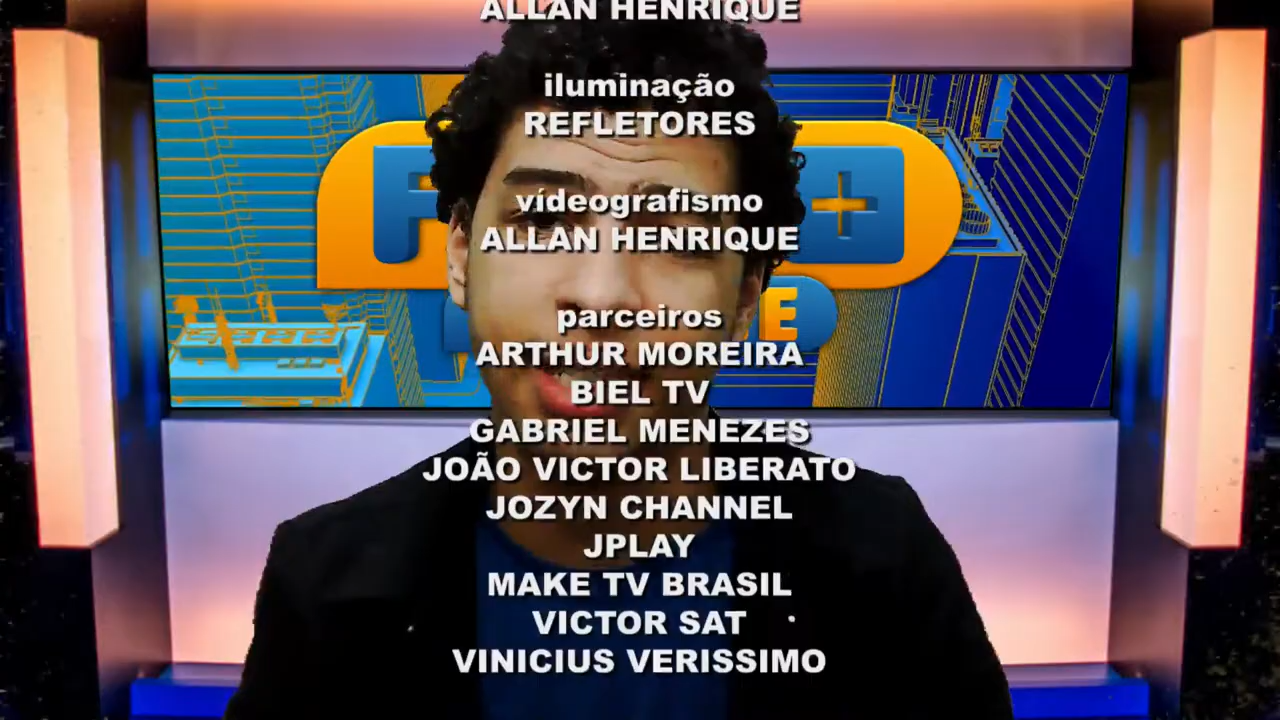 ALLAN HENRIQUE
iluminação
REFLETORES
vídeografismo
ALLAN HENRIQUE
parceiros
ARTHUR MOREIRA
BIEL TV
GABRIEL MENEZES
JOÃO VICTOR LIBERATO
JOZYN CHANNEL
JPLAY
MAKE TV BRASIL
VICTOR SAT
VINICIUS VERISSIMO